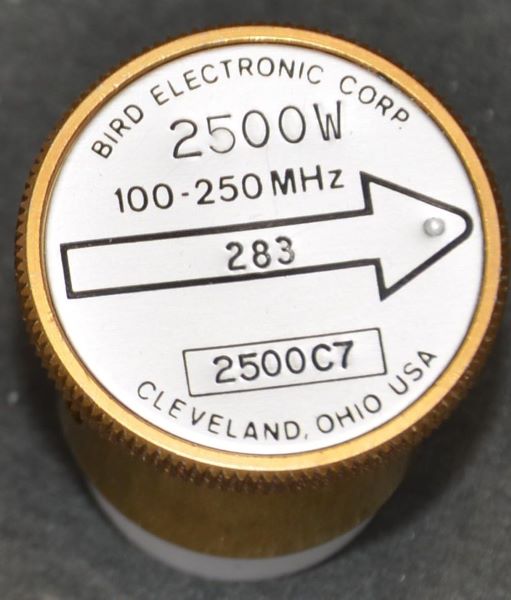 BIRD ELECTRONIC CORP
2500W
100-250MHz
283
2500C7
CLEVELAND, OHIO USA